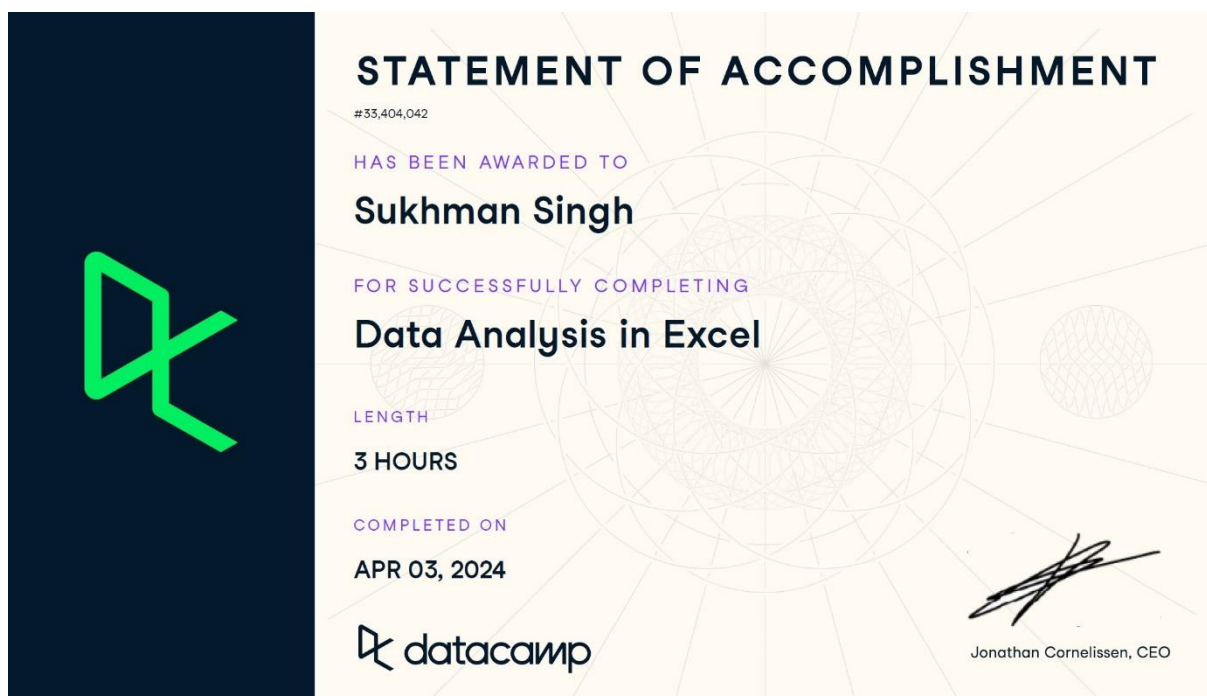 STATEMENT OF ACCOMPLISHMENT
#33,404,042
HAS BEEN AWARDED TO
Sukhman Singh
FOR SUCCESSFULLY COMPLETING
Data Analysis in Excel
LENGTH
3 HOURS
COMPLETED ON
APR 03, 2024
datacamp
Jonathan Cornelissen, CEO